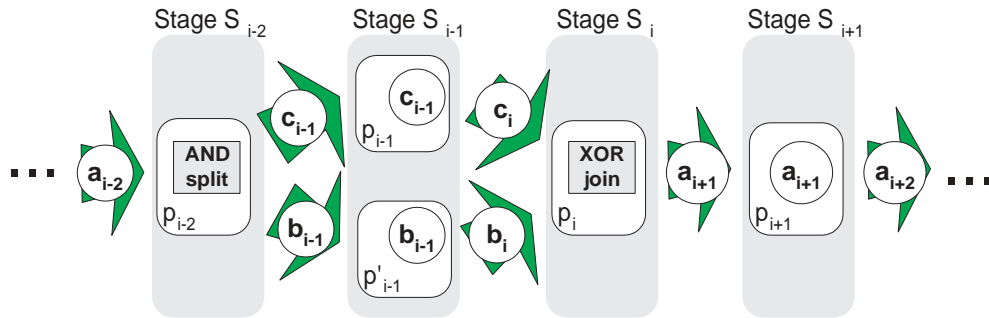 Stage S i-2
Stage S i-1
Stage S i
Stage S i+1
... a i-2
AND
split
p i-2
c i-1
b i-1
c i-1
p i-1
b i-1
p' i-1
c i
b i
XOR
join
p i
a i+1
a i+1
p i+1
a i+2 ...